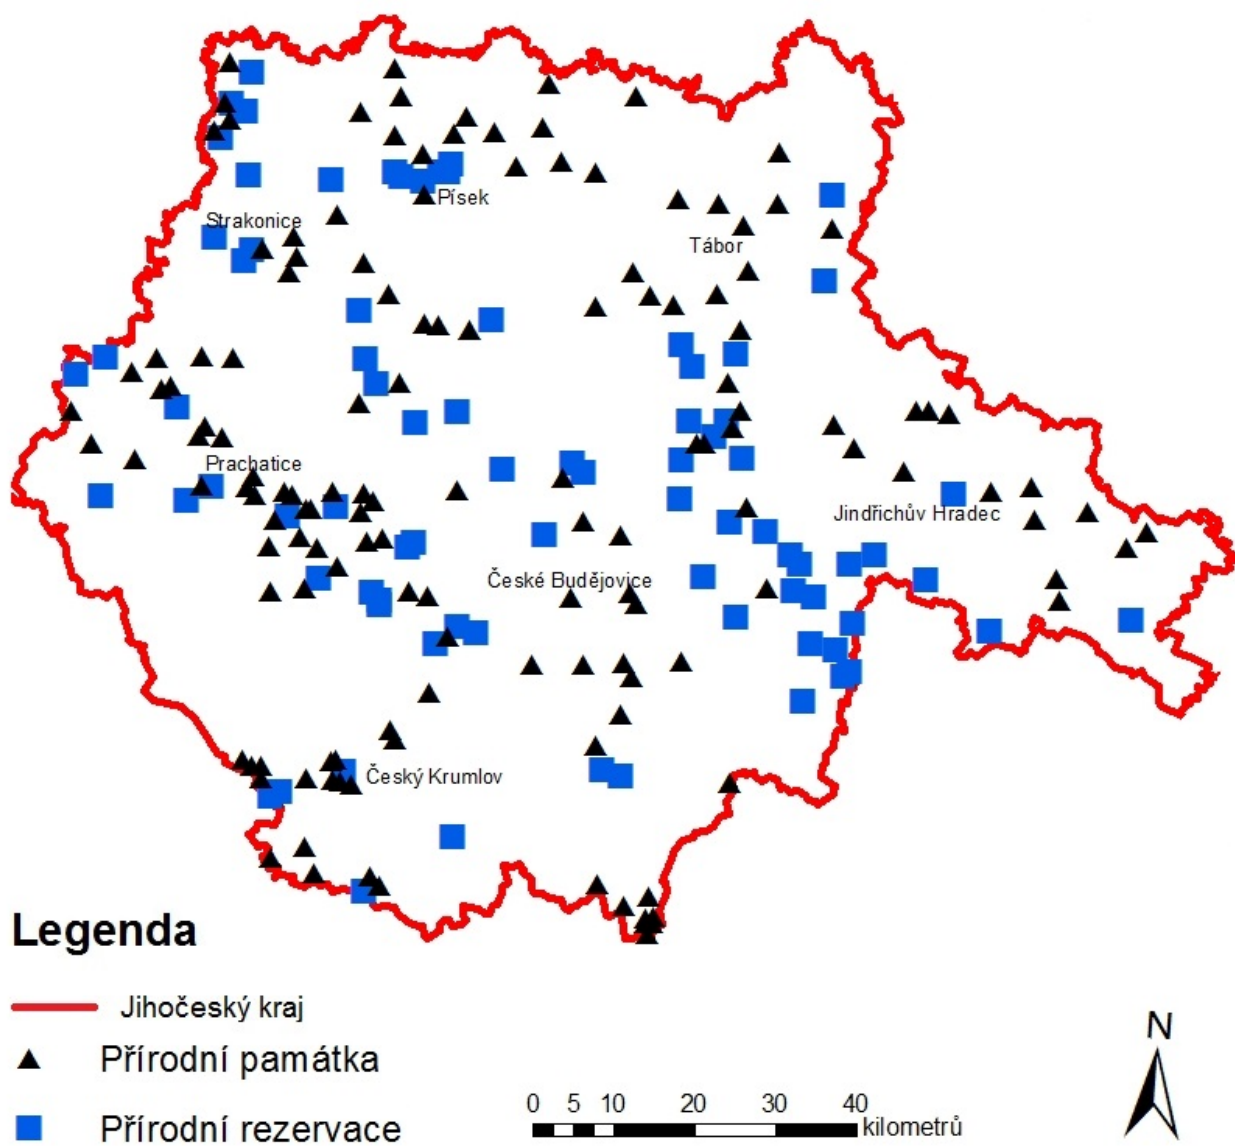 Písek
Strakonice
Tábor
Prachatice
Jindřichův Hradec
České Budějovice
Český Krumlov
Legenda
Jihočeský kraj
Přírodní památka
Přírodní rezervace
0 5 10 20 30 40
kilometrů
N